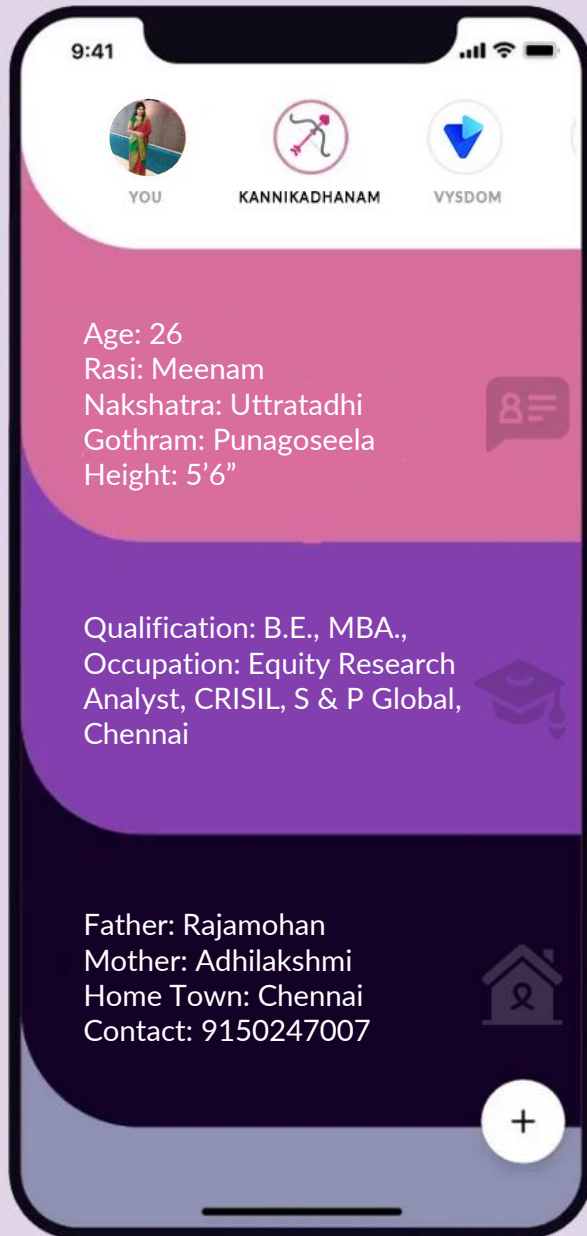 9:41
YOU
KANNIKADHANAM
VYSDOM
Age: 26
Rasi: Meenam
Nakshatra: Uttratadhi
Gothram: Punagoseela
Height: 5’6”
Qualification: B.E., MBA.,
Occupation: Equity Research
Analyst, CRISIL, S & P Global,
Chennai
Father: Rajamohan
Mother: Adhilakshmi
Home Town: Chennai
Contact: 9150247007